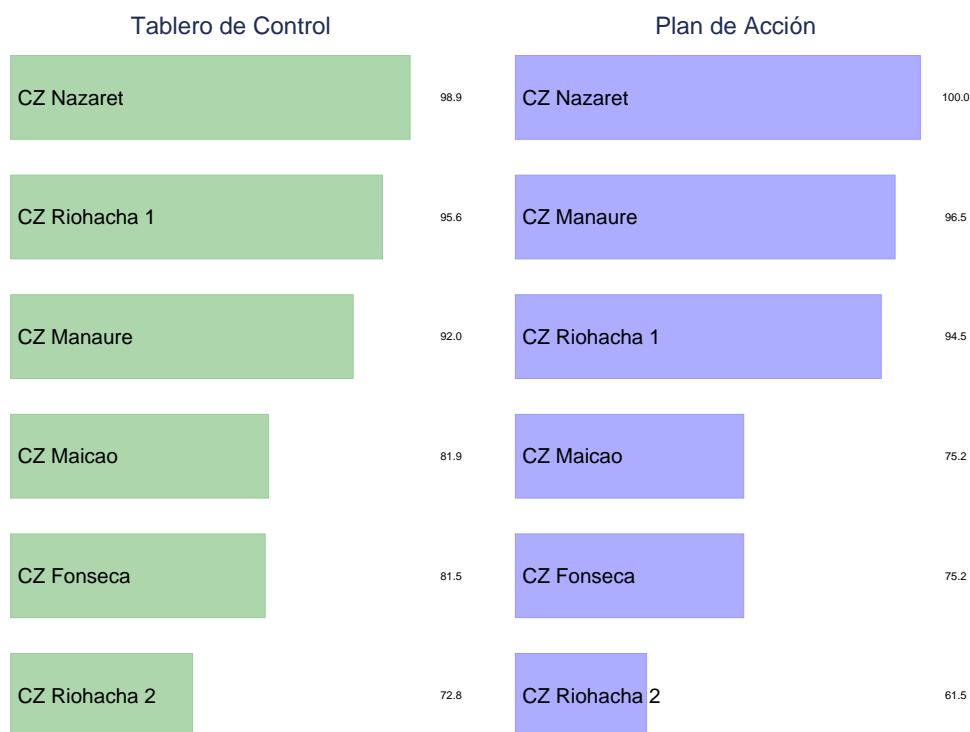 Tablero de Control
CZ Nazaret 98.9
CZ Riohacha 1 95.6
CZ Manaure 92.0
CZ Maicao 81.9
CZ Fonseca 81.5
CZ Riohacha 2 72.8
Plan de Acción
CZ Nazaret 100.0
CZ Manaure 96.5
CZ Riohacha 1 94.5
CZ Maicao 75.2
CZ Fonseca 75.2
CZ Riohacha 2 61.5